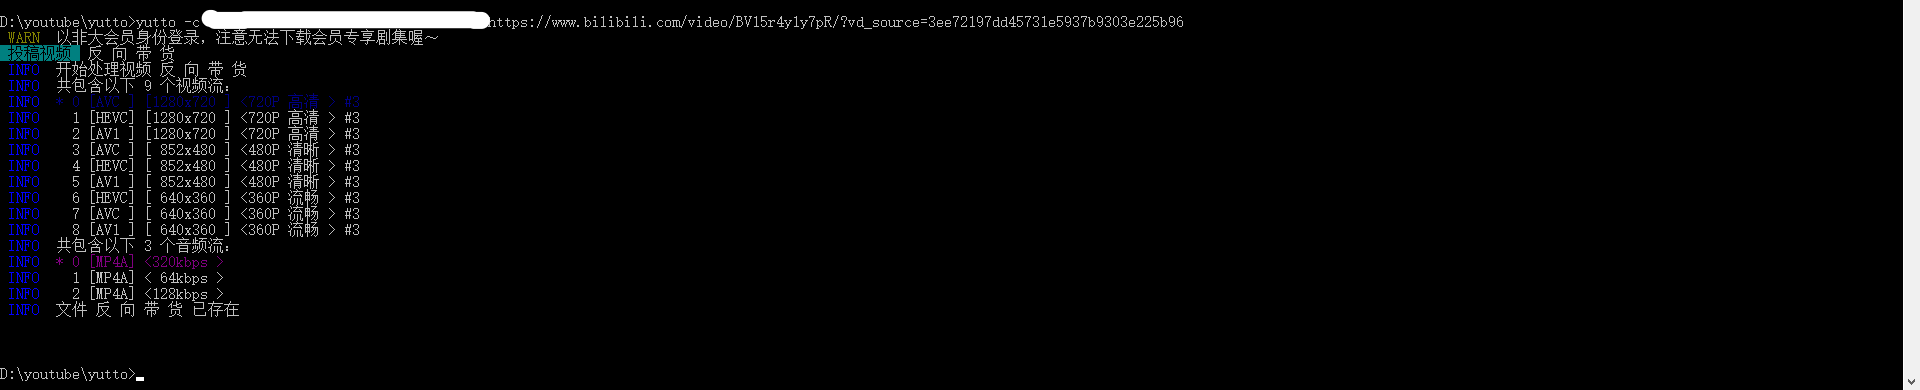 D:\youtube\yutto>yutto -c https://www.bilibili.com/video/BV15r4y1y7pR/?vd_source=3ee72197dd45731e5937b9303e225b96
WARN 以非大会员身份登录，注意无法下载会员专享剧集喔～
投稿视频 反 向 带 货
INFO 开始处理视频 反 向 带 货
INFO 共包含以下 9 个视频流：
INFO * 0 [AVC ] [1280x720 ] <720P 高清 > #3
INFO 1 [HEVC] [1280x720 ] <720P 高清 > #3
INFO 2 [AV1 ] [1280x720 ] <720P 高清 > #3
INFO 3 [AVC ] [ 852x480 ] <480P 清晰 > #3
INFO 4 [HEVC] [ 852x480 ] <480P 清晰 > #3
INFO 5 [AV1 ] [ 852x480 ] <480P 清晰 > #3
INFO 6 [HEVC] [ 640x360 ] <360P 流畅 > #3
INFO 7 [AVC ] [ 640x360 ] <360P 流畅 > #3
INFO 8 [AV1 ] [ 640x360 ] <360P 流畅 > #3
INFO 共包含以下 3 个音频流：
INFO * 0 [MP4A] <320kbps >
INFO 1 [MP4A] < 64kbps >
INFO 2 [MP4A] <128kbps >
INFO 文件 反 向 带 货 已存在
D:\youtube\yutto>